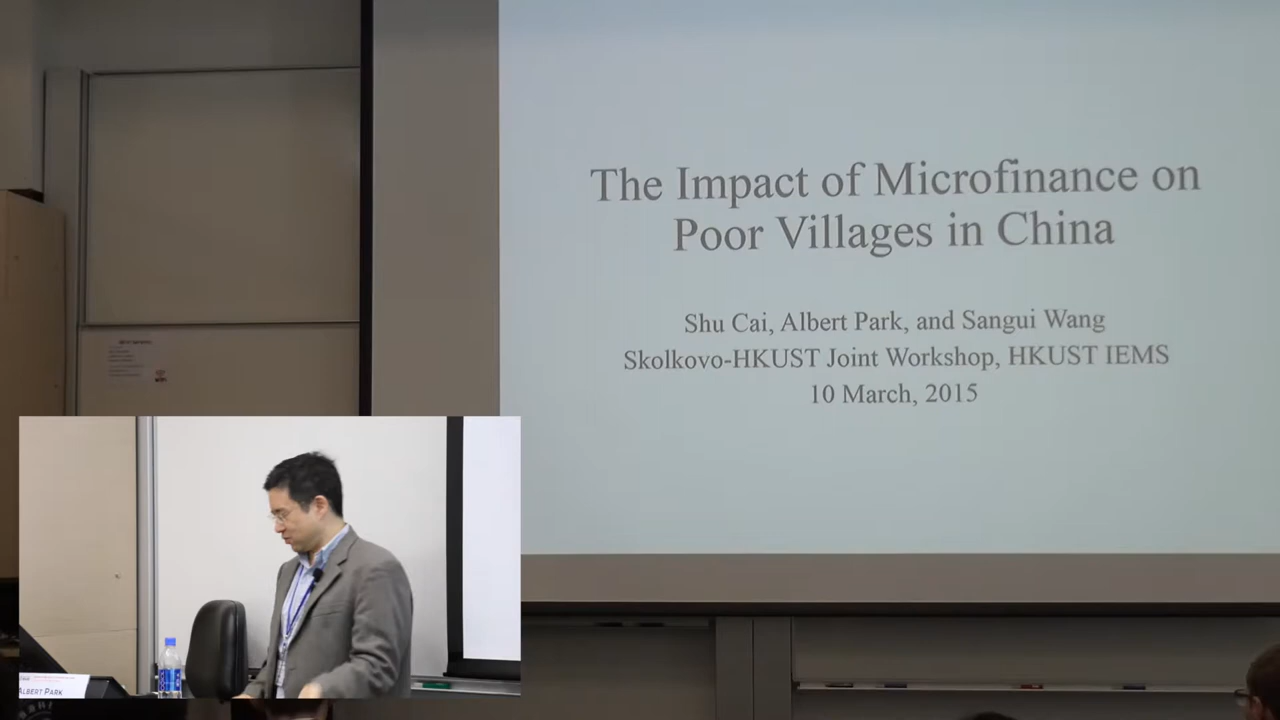 The Impact of Microfinance on
Poor Villages in China
Shu Cai, Albert Park, and Sangui Wang
Skolkovo-HKUST Joint Workshop, HKUST IEMS
10 March, 2015
ALBERT PARK